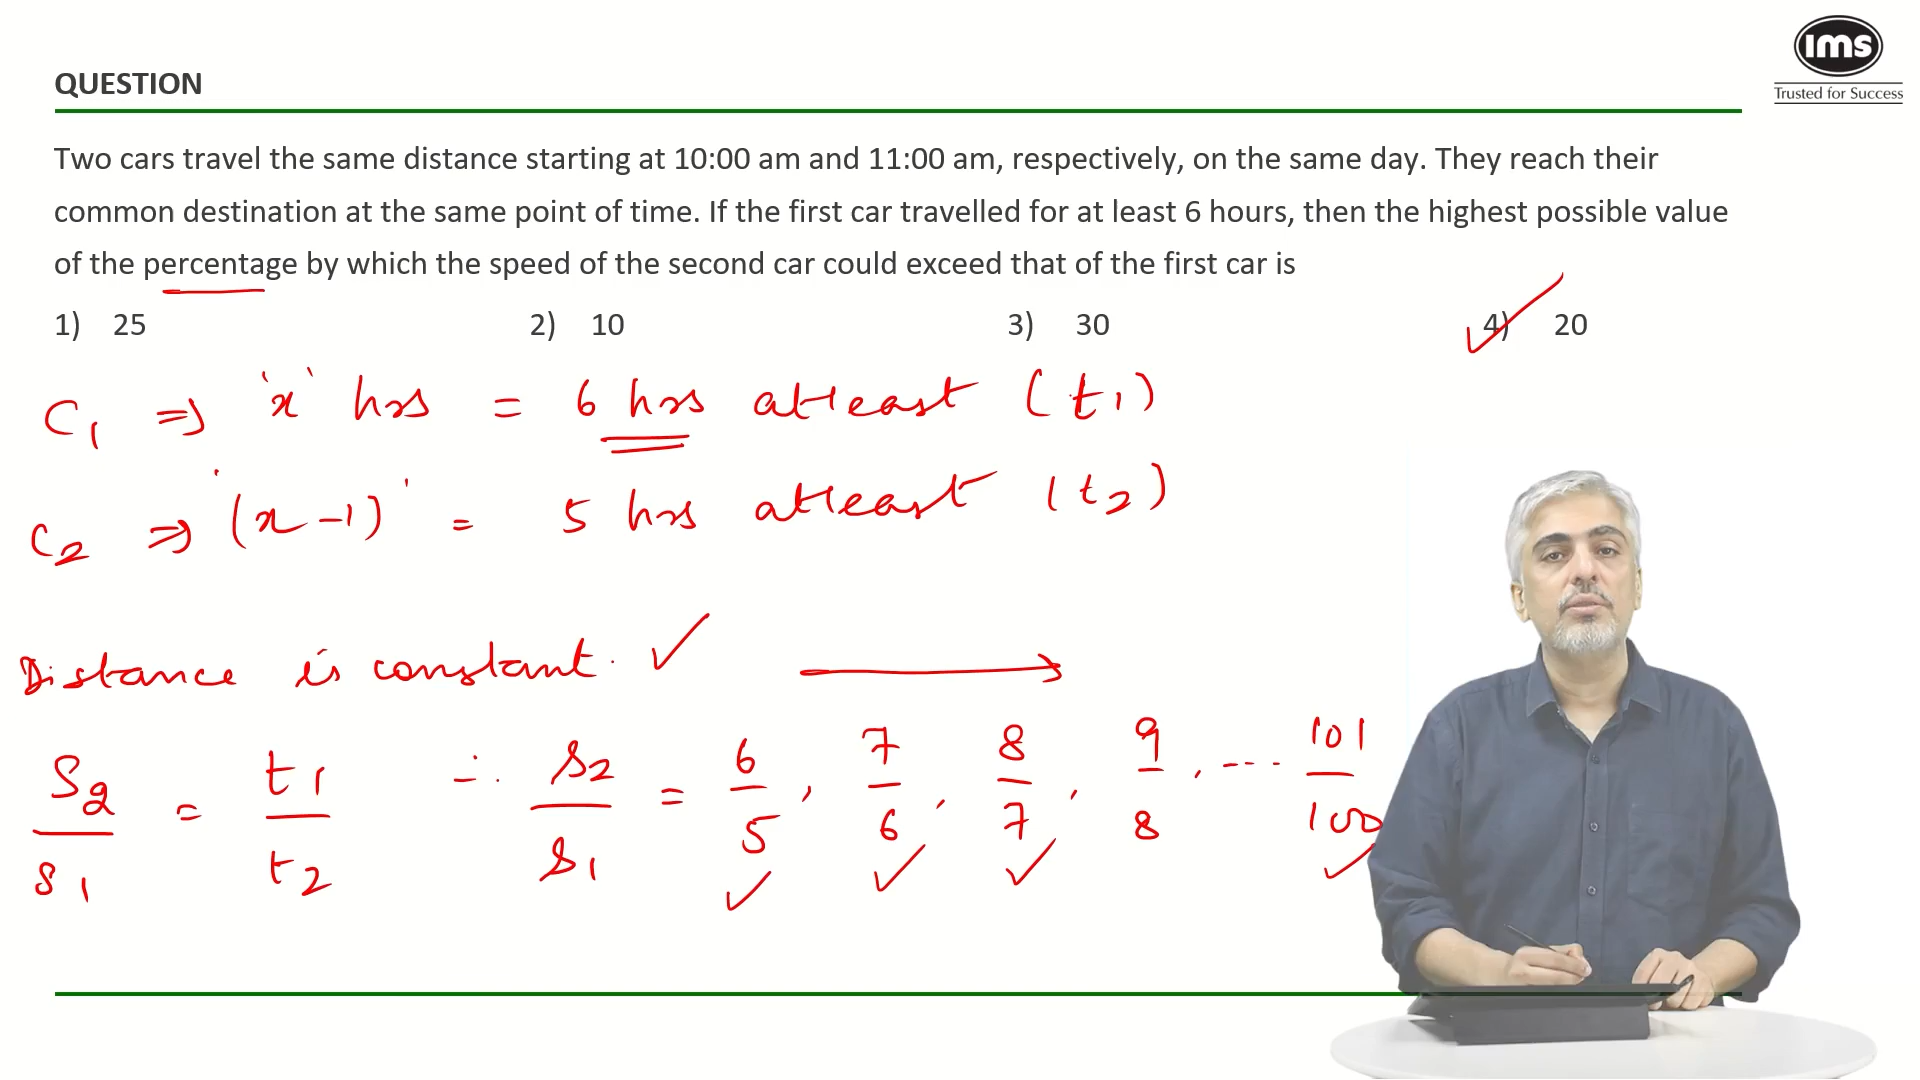 ims
Trusted for Success
QUESTION
Two cars travel the same distance starting at 10:00 am and 11:00 am, respectively, on the same day. They reach their
common destination at the same point of time. If the first car travelled for at least 6 hours, then the highest possible value
of the percentage by which the speed of the second car could exceed that of the first car is
1) 25 2) 10 3) 30 4) 20
C₁ ⇒ 'x' hrs = 6 hrs atleast (t₁)
C₂ ⇒ '(x-1)' = 5 hrs atleast (t₂)
Distance is constant. ✓ →
S₂/S₁ = t₁/t₂ ∴ S₂/S₁ = 6/5, 7/6, 8/7, 9/8, ... 101/100